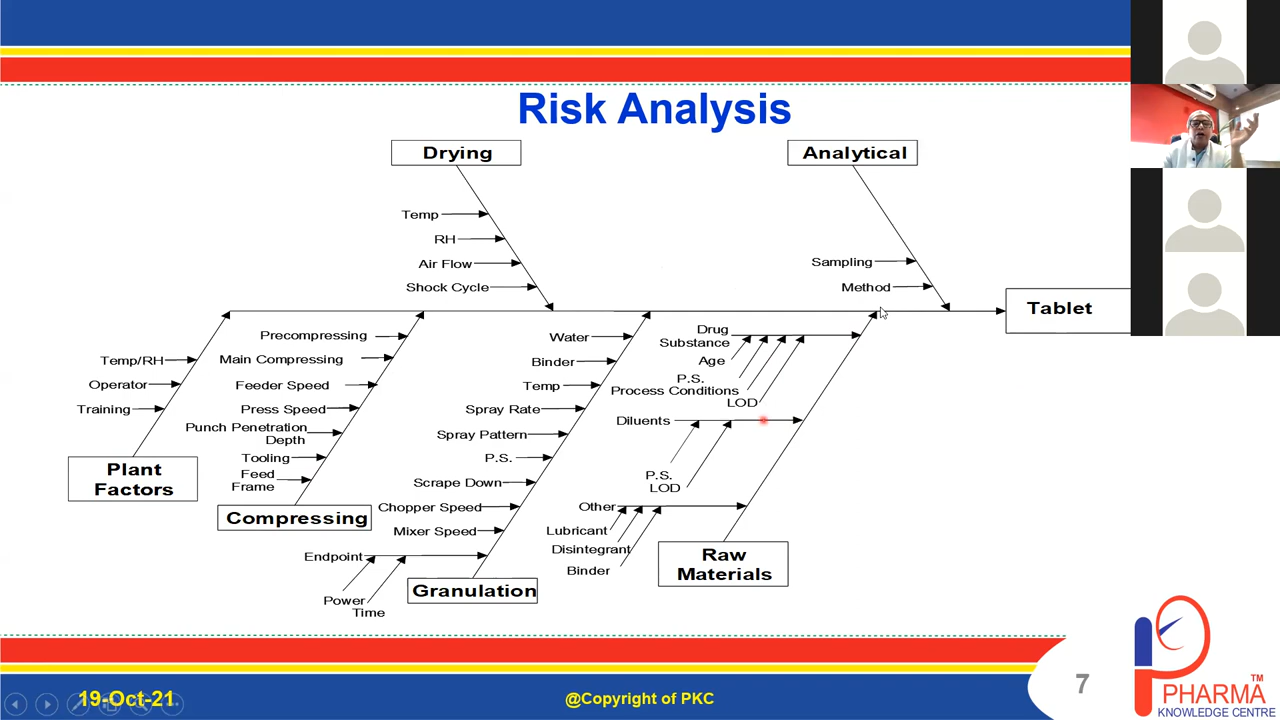 Risk Analysis
Drying
Analytical
Temp
RH
Air Flow
Shock Cycle
Sampling
Method
Tablet
Temp/RH
Operator
Training
Plant
Factors
Precompressing
Main Compressing
Feeder Speed
Press Speed
Punch Penetration
Depth
Tooling
Feed
Frame
Compressing
Water
Binder
Temp
Spray Rate
Spray Pattern
P.S.
Scrape Down
Chopper Speed
Mixer Speed
Endpoint
Power
Time
Granulation
Drug
Substance
Age
P.S.
Process Conditions
LOD
Diluents
P.S.
LOD
Other
Lubricant
Disintegrant
Binder
Raw
Materials
19-Oct-21
@Copyright of PKC
7
PHARMA™
KNOWLEDGE CENTRE